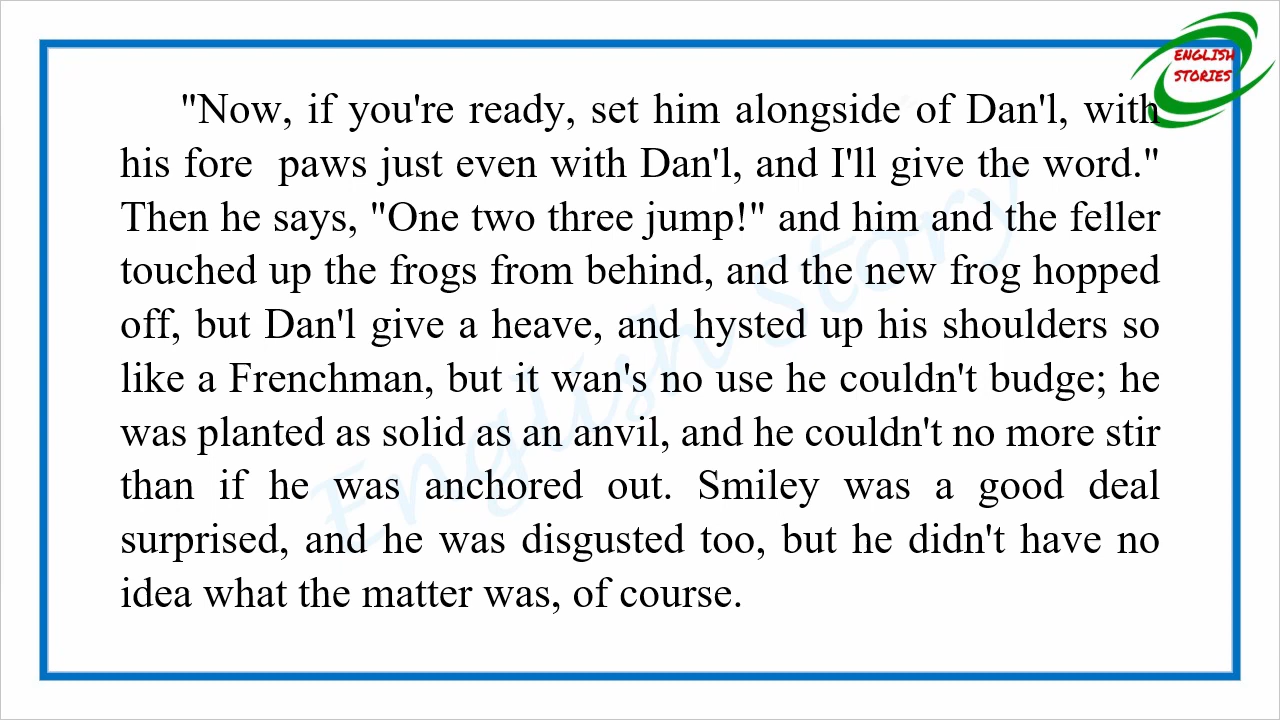 ENGLISH
STORIES
"Now, if you're ready, set him alongside of Dan'l, with
his fore  paws just even with Dan'l, and I'll give the word."
Then he says, "One two three jump!" and him and the feller
touched up the frogs from behind, and the new frog hopped
off, but Dan'l give a heave, and hysted up his shoulders so
like a Frenchman, but it wan's no use he couldn't budge; he
was planted as solid as an anvil, and he couldn't no more stir
than if he was anchored out. Smiley was a good deal
surprised, and he was disgusted too, but he didn't have no
idea what the matter was, of course.
English Story